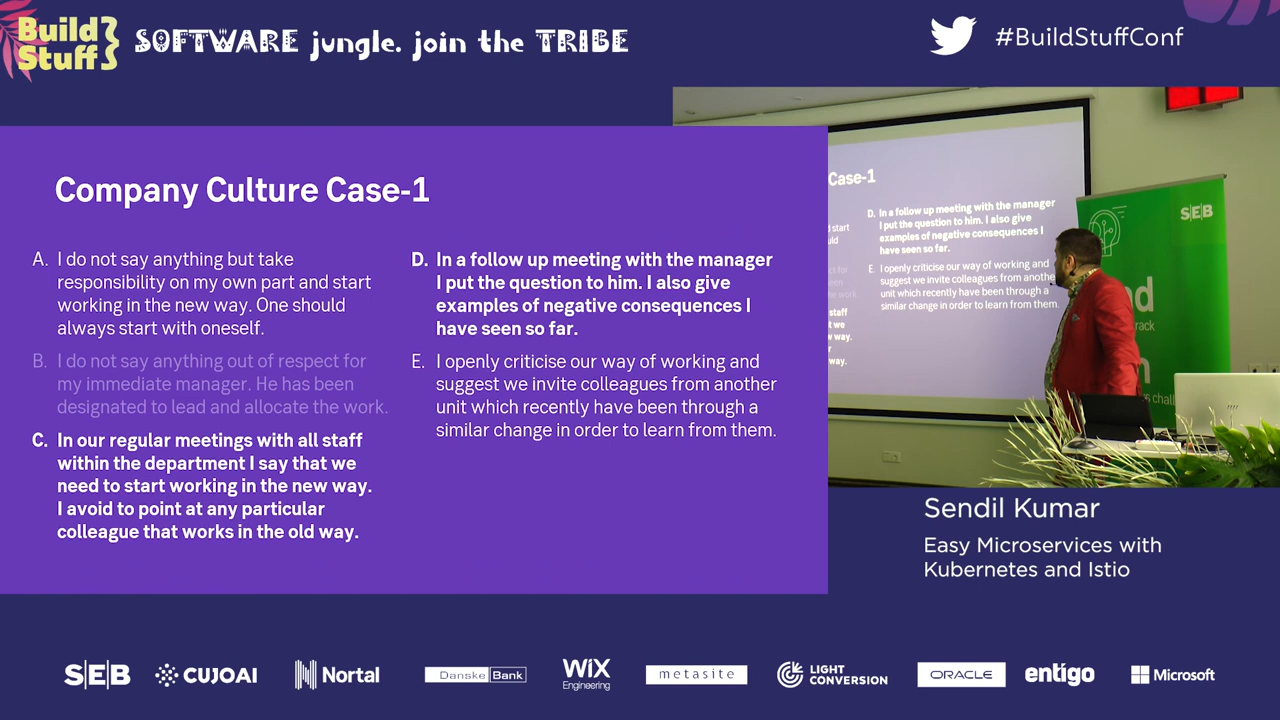 Build
Stuff
SOFTWARE jungle. join the TRIBE
#BuildStuffConf
Company Culture Case-1
A. I do not say anything but take
responsibility on my own part and start
working in the new way. One should
always start with oneself.
B. I do not say anything out of respect for
my immediate manager. He has been
designated to lead and allocate the work.
C. In our regular meetings with all staff
within the department I say that we
need to start working in the new way.
I avoid to point at any particular
colleague that works in the old way.
D. In a follow up meeting with the manager
I put the question to him. I also give
examples of negative consequences I
have seen so far.
E. I openly criticise our way of working and
suggest we invite colleagues from another
unit which recently have been through a
similar change in order to learn from them.
Case-1
D. In a follow up meeting with the manager
I put the question to him. I also give
examples of negative consequences I
have seen so far.
E. I openly criticise our way of working and
suggest we invite colleagues from anothe
unit which recently have been through a
similar change in order to learn from them.
d start
staff
way.
way.
SEB
Sendil Kumar
Easy Microservices with
Kubernetes and Istio
SEB
CUJOAI
Nortal
Danske Bank
WiX
Engineering
metasite
LIGHT
CONVERSION
ORACLE
entigo
Microsoft